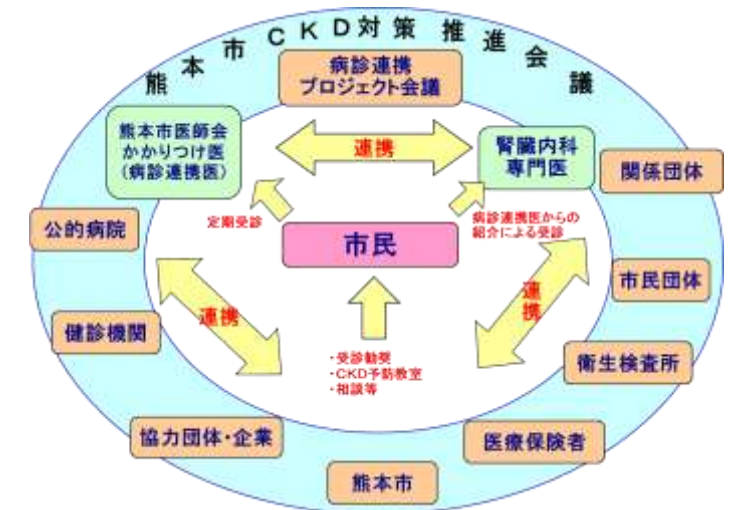 熊本市CKD対策推進会議
病診連携
プロジェクト会議
熊本市医師会
かかりつけ医
(病診連携医)
連携
腎臓内科
専門医
関係団体
公的病院
定期受診
病診連携医からの
紹介による受診
市民
市民団体
健診機関
連携
連携
・受診勧奨
・CKD予防教室
・相談等
衛生検査所
協力団体・企業
医療保険者
熊本市